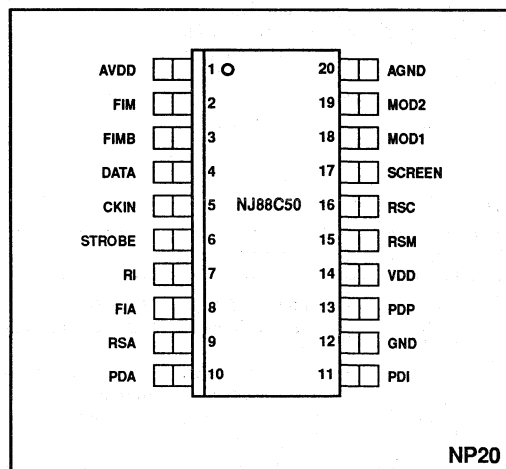 AVDD 1 20 AGND
FIM 2 19 MOD2
FIMB 3 18 MOD1
DATA 4 17 SCREEN
CKIN 5 NJ88C50 16 RSC
STROBE 6 15 RSM
RI 7 14 VDD
FIA 8 13 PDP
RSA 9 12 GND
PDA 10 11 PDI
NP20